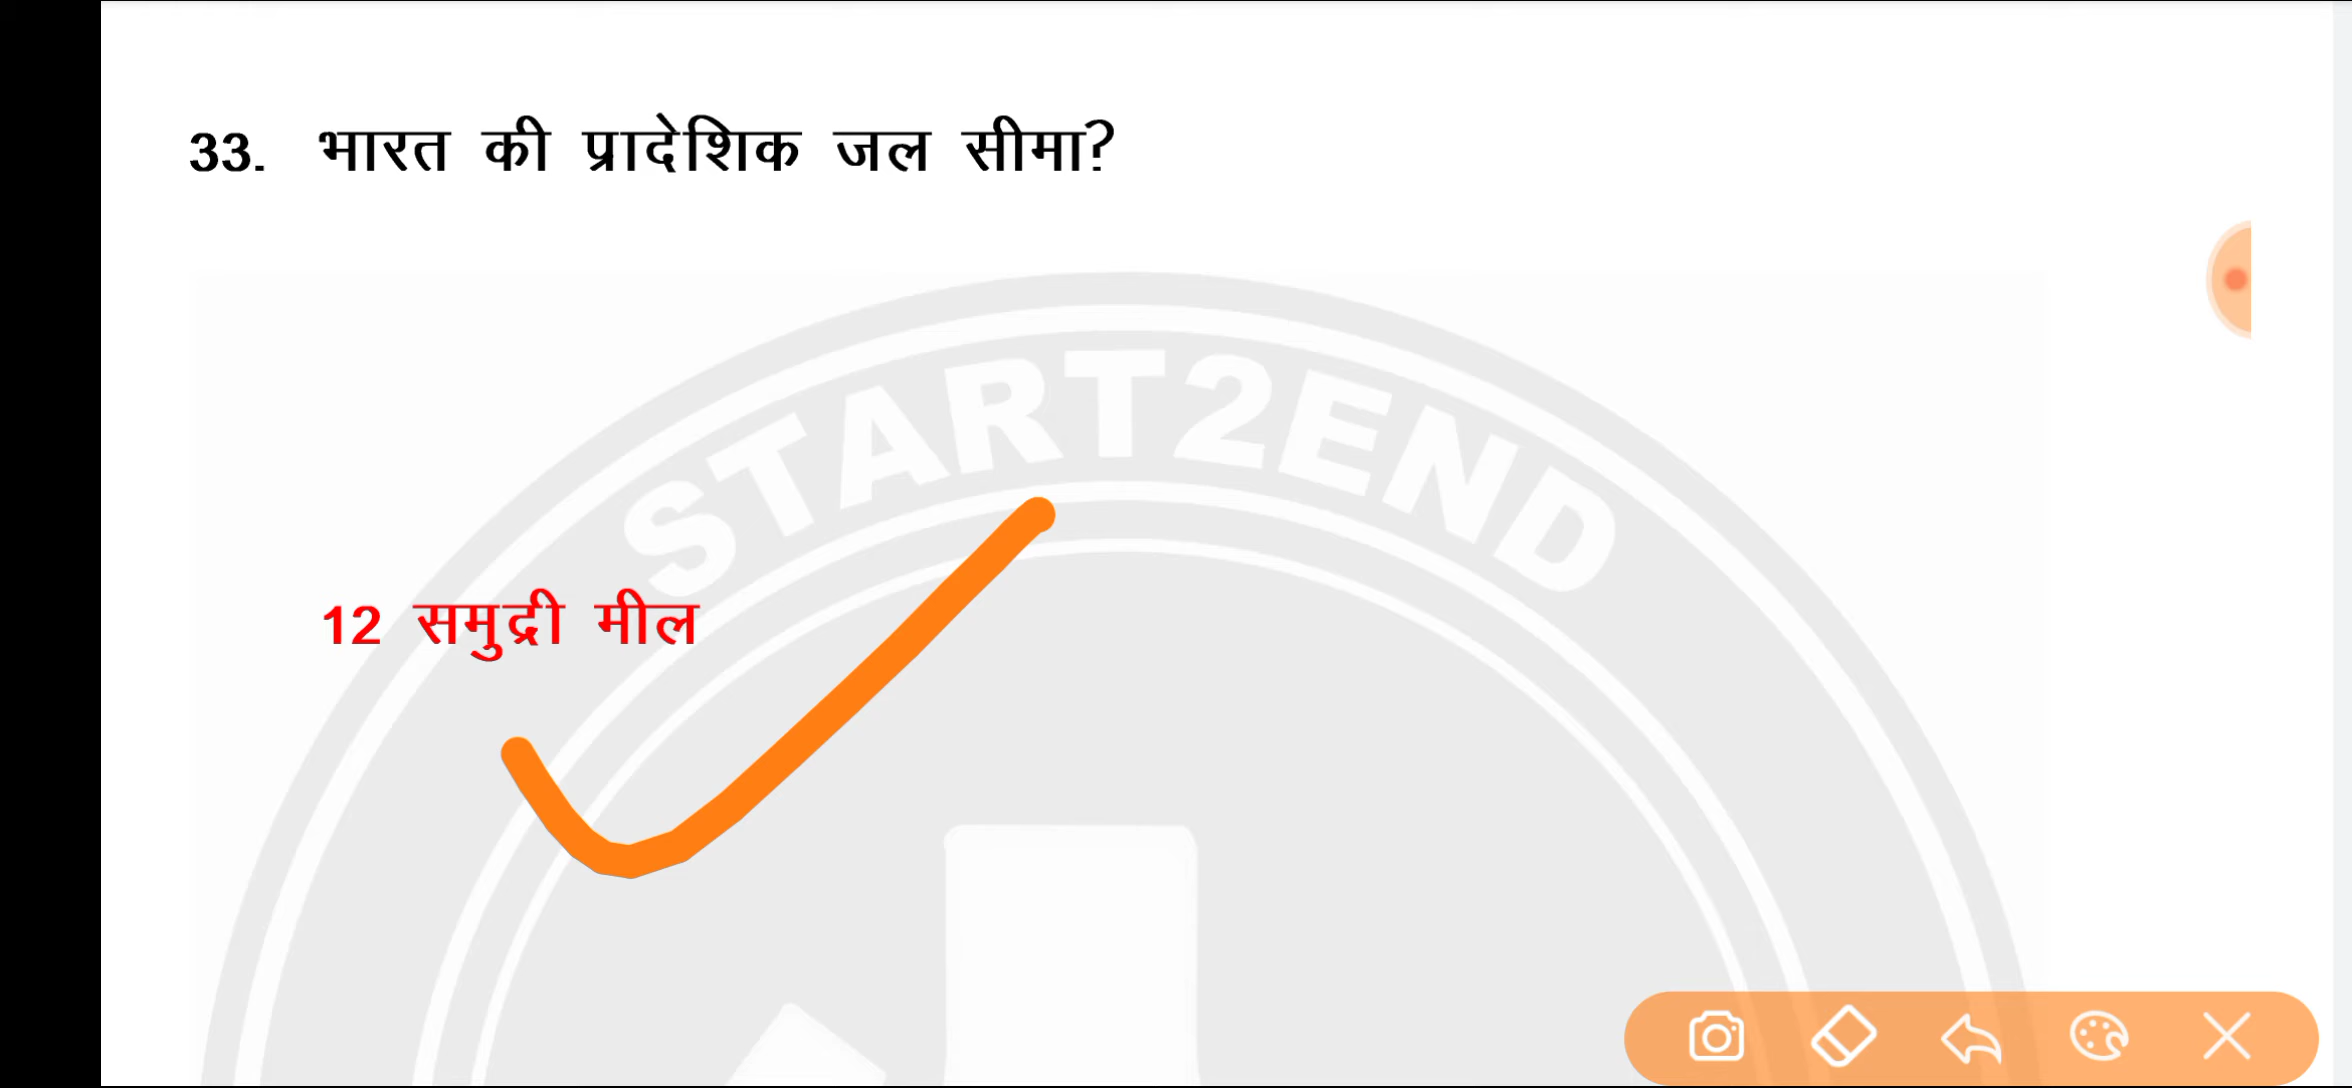 33. भारत की प्रादेशिक जल सीमा?
START2END
12 समुद्री मील